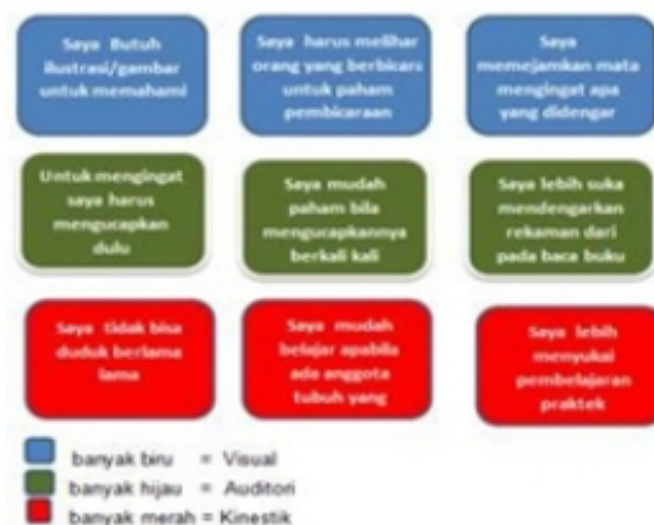 Saya Butuh
ilustrasi/gambar
untuk memahami
Saya harus melihar
orang yang berbicara
untuk paham
pembicaraan
Saya
memejamkan mata
mengingat apa
yang didengar
Untuk mengingat
saya harus
mengucapkan
dulu
Saya mudah
paham bila
mengucapkannya
berkali kali
Saya lebih suka
mendengarkan
rekaman dari
pada baca buku
Saya tidak bisa
duduk berlama
lama
Saya mudah
belajar apabila
ada anggota
tubuh yang
Saya lebih
menyukai
pembelajaran
praktek
banyak biru = Visual
banyak hijau = Auditori
banyak merah = Kinestik